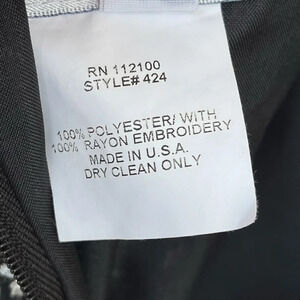 RN 112100
STYLE# 424
100% POLYESTER/ WITH
100% RAYON EMBROIDERY
MADE IN U.S.A.
DRY CLEAN ONLY